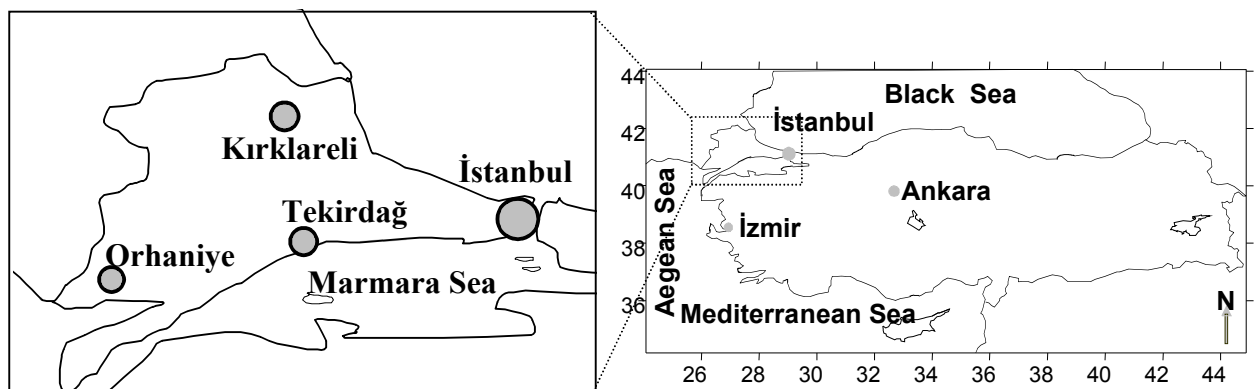 Kırklareli
İstanbul
Tekirdağ
Orhaniye
Marmara Sea
44
42
40
38
36
Black Sea
İstanbul
Ankara
İzmir
Aegean Sea
Mediterranean Sea
N
26 28 30 32 34 36 38 40 42 44